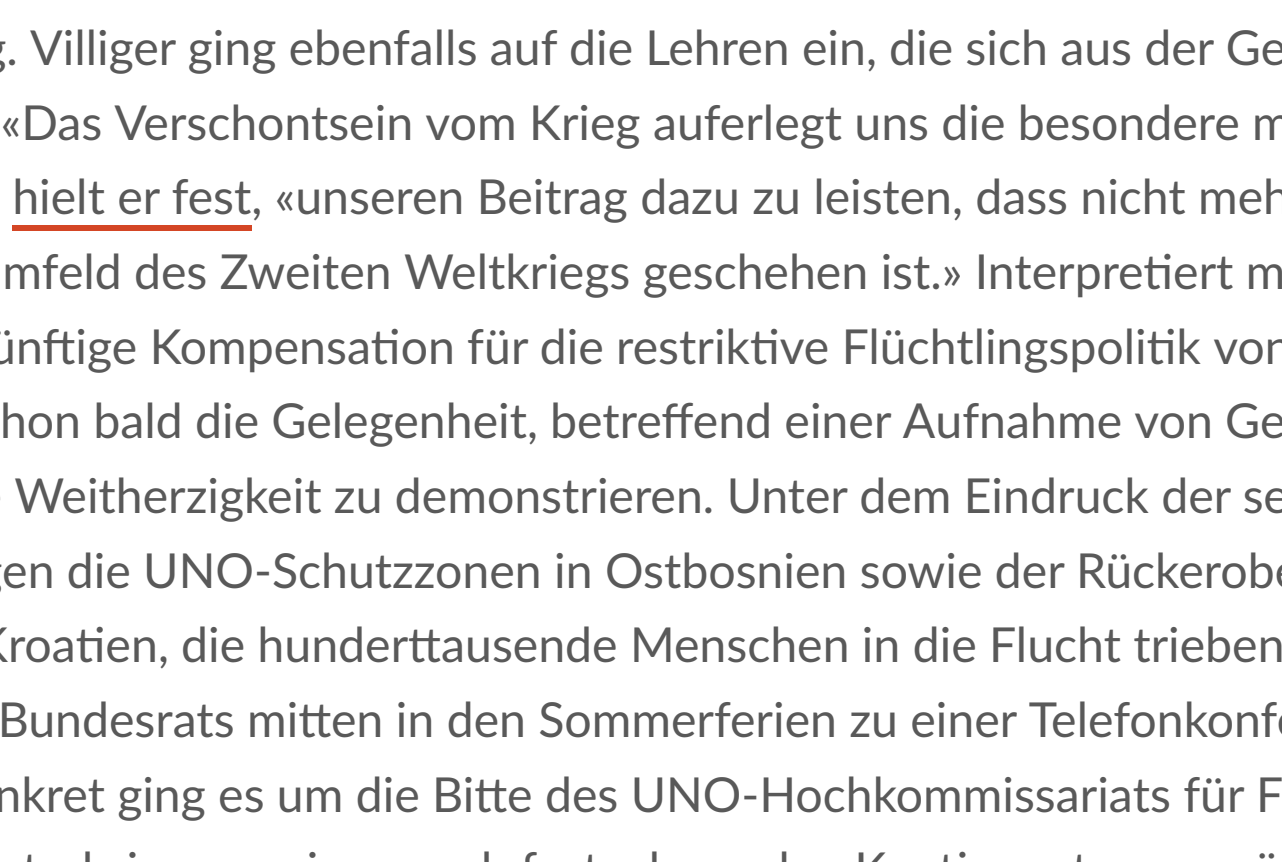 g. Villiger ging ebenfalls auf die Lehren ein, die sich aus der Ge
«Das Verschontsein vom Krieg auferlegt uns die besondere m
hielt er fest, «unseren Beitrag dazu zu leisten, dass nicht meh
mfeld des Zweiten Weltkriegs geschehen ist.» Interpretiert m
ünftige Kompensation für die restriktive Flüchtlingspolitik von
hon bald die Gelegenheit, betreffend einer Aufnahme von Ge
Weitherzigkeit zu demonstrieren. Unter dem Eindruck der se
gen die UNO-Schutzzonen in Ostbosnien sowie der Rückerobe
Kroatien, die hunderttausende Menschen in die Flucht trieben
Bundesrats mitten in den Sommerferien zu einer Telefonkonfe
nkret ging es um die Bitte des UNO-Hochkommissariats für F